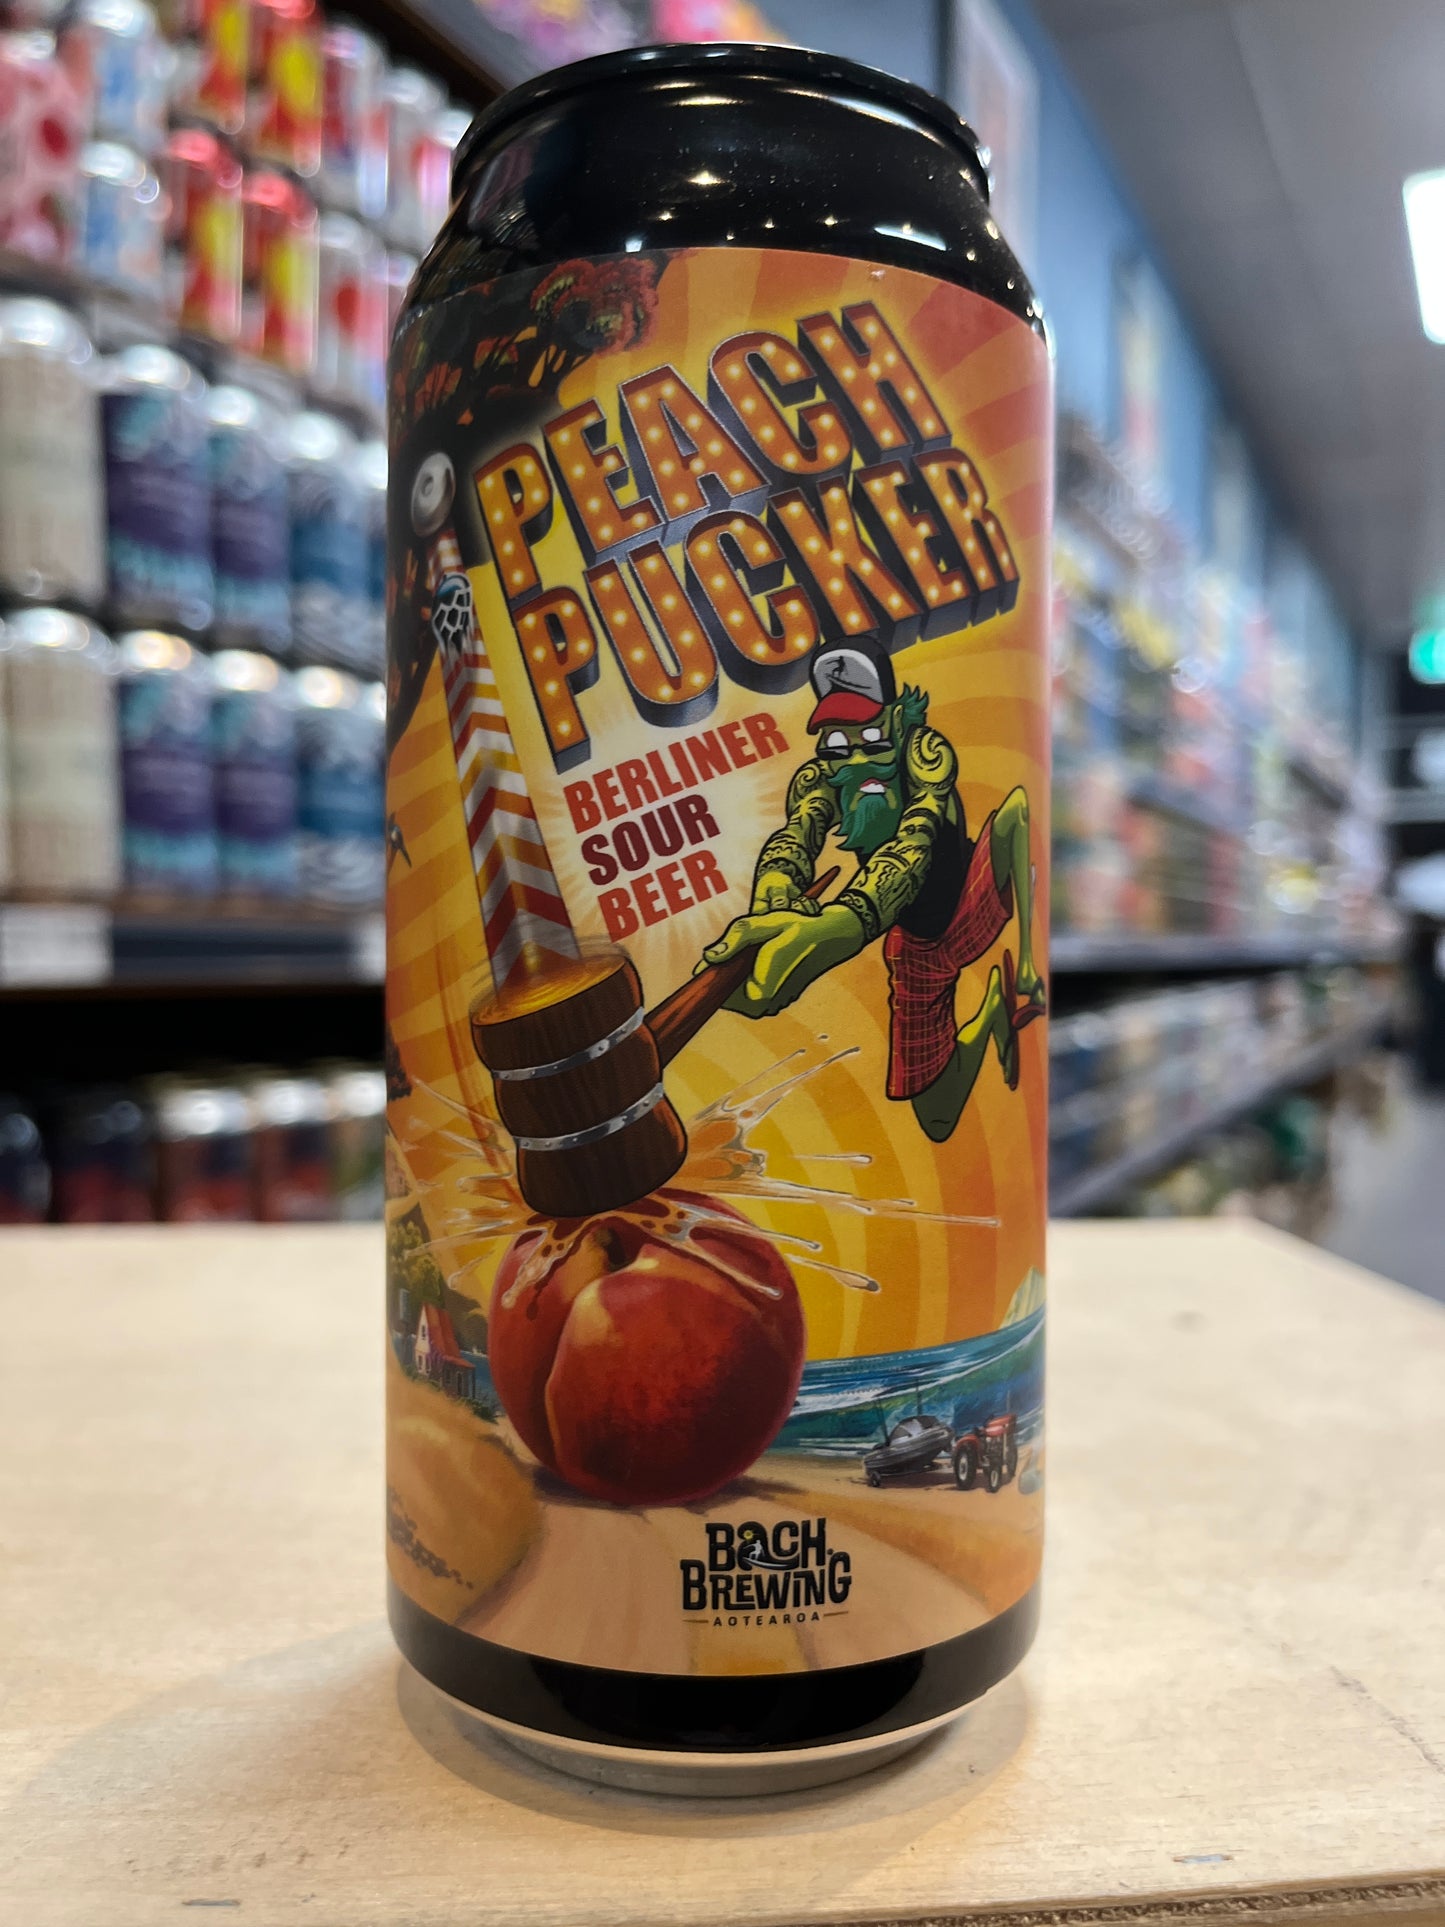 PEACH
PUCKER
BERLINER
SOUR
BEER
BACH
BREWING
AOTEAROA